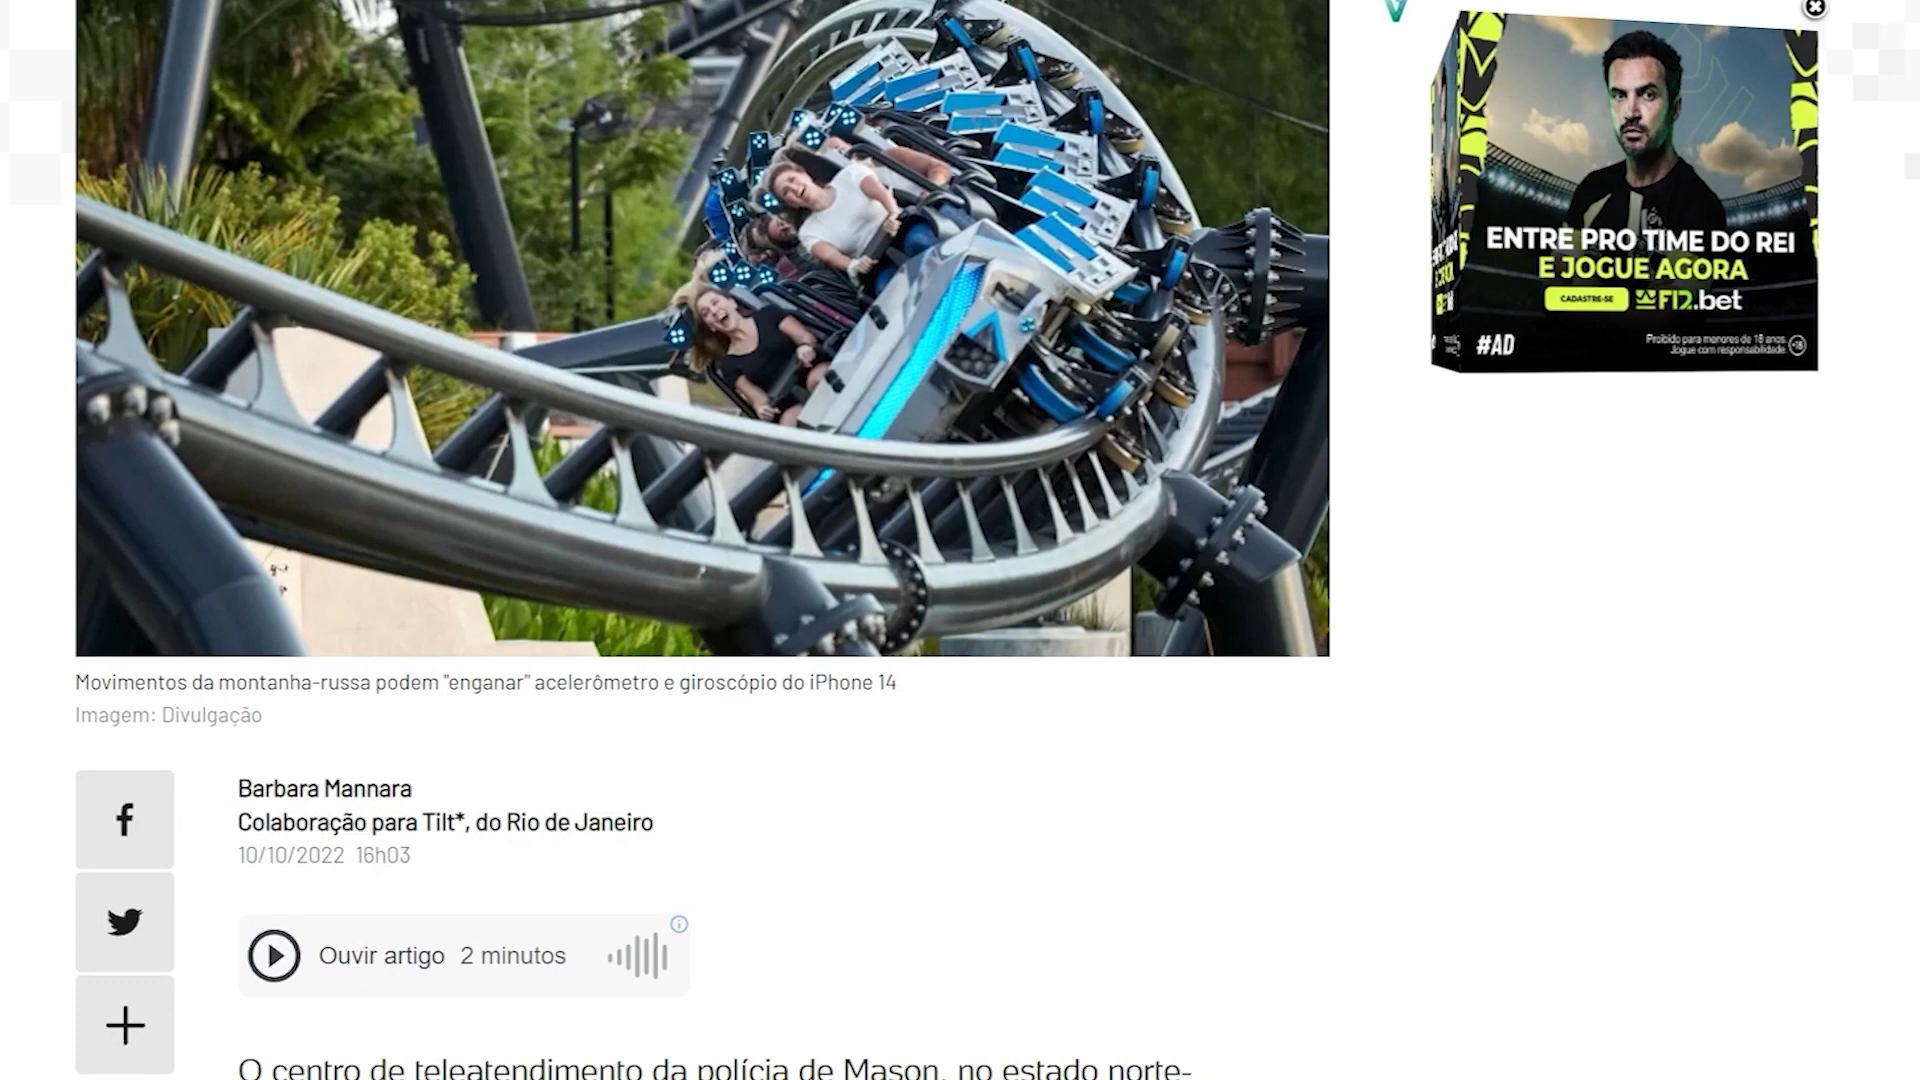 ENTRE PRO TIME DO REI
E JOGUE AGORA
CADASTRE-SE
F12.bet
#AD
Proibido para menores de 18 anos.
Jogue com responsabilidade.
Movimentos da montanha-russa podem "enganar" acelerômetro e giroscópio do iPhone 14
Imagem: Divulgação
Barbara Mannara
Colaboração para Tilt*, do Rio de Janeiro
10/10/2022 16h03
Ouvir artigo 2 minutos
O centro de teleatendimento da polícia de Mason, no estado norte-